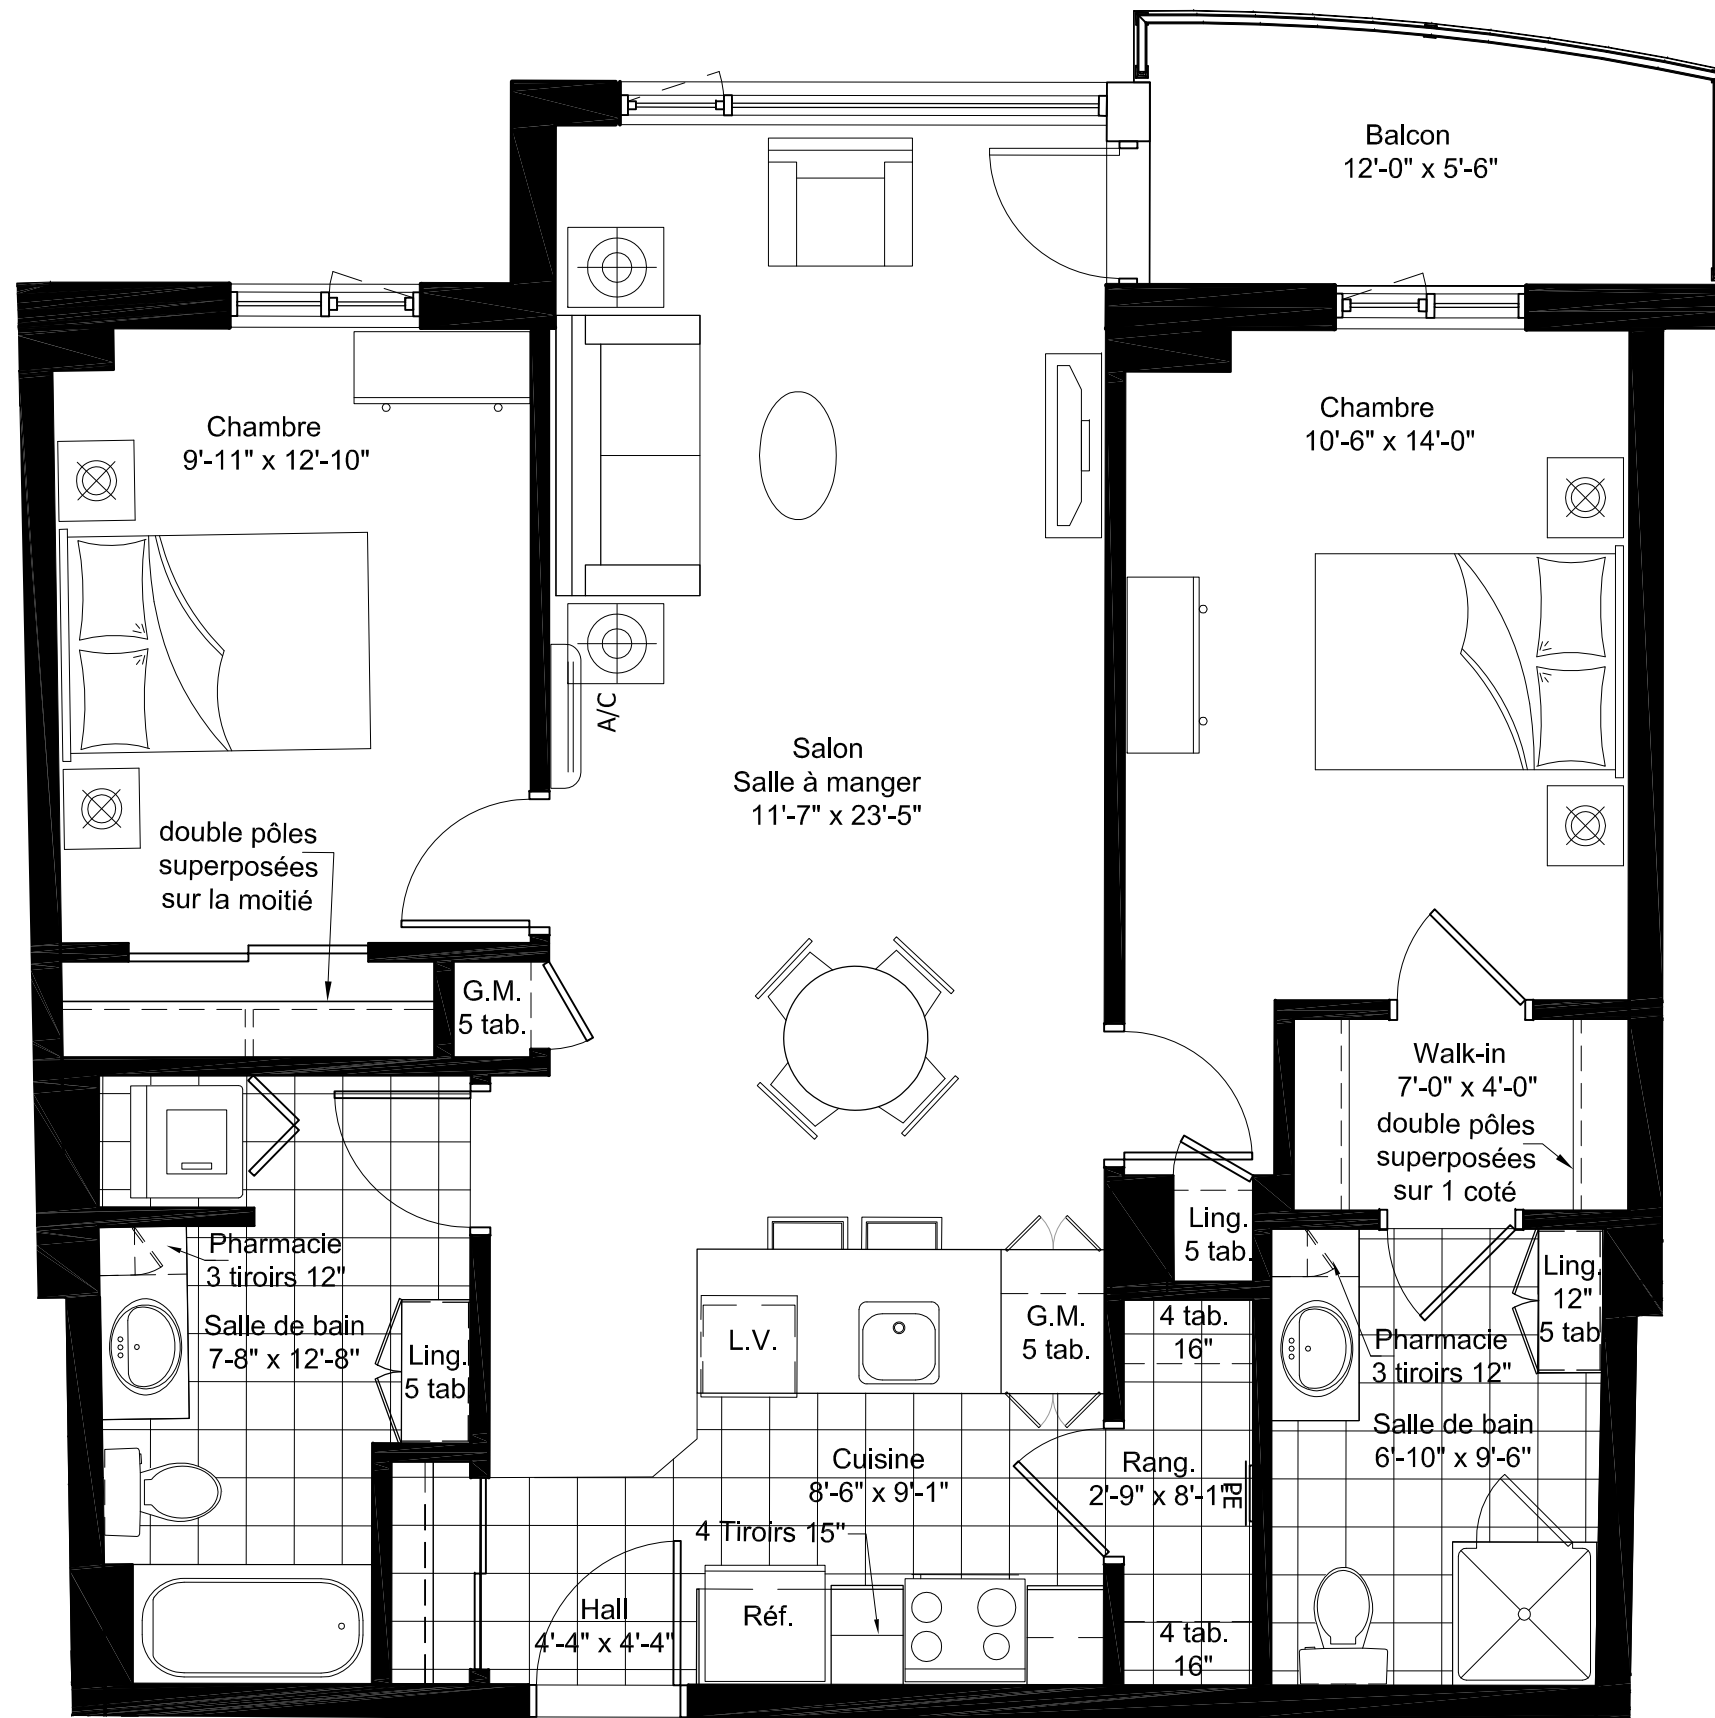 Balcon
12'-0" x 5'-6"
Chambre
9'-11" x 12'-10"
Chambre
10'-6" x 14'-0"
A/C
Salon
Salle à manger
11'-7" x 23'-5"
double pôles
superposées
sur la moitié
G.M.
5 tab.
Walk-in
7'-0" x 4'-0"
double pôles
superposées
sur 1 coté
Pharmacie
3 tiroirs 12"
Salle de bain
7-8" x 12'-8"
Ling.
5 tab
L.V.
G.M.
5 tab.
Ling.
5 tab.
4 tab.
16"
Ling.
12"
5 tab
Pharmacie
3 tiroirs 12"
Salle de bain
6'-10" x 9'-6"
Cuisine
8'-6" x 9'-1"
Rang.
2'-9" x 8'-1"
PE
4 Tiroirs 15"
Hall
4'-4" x 4'-4"
Réf.
4 tab.
16"